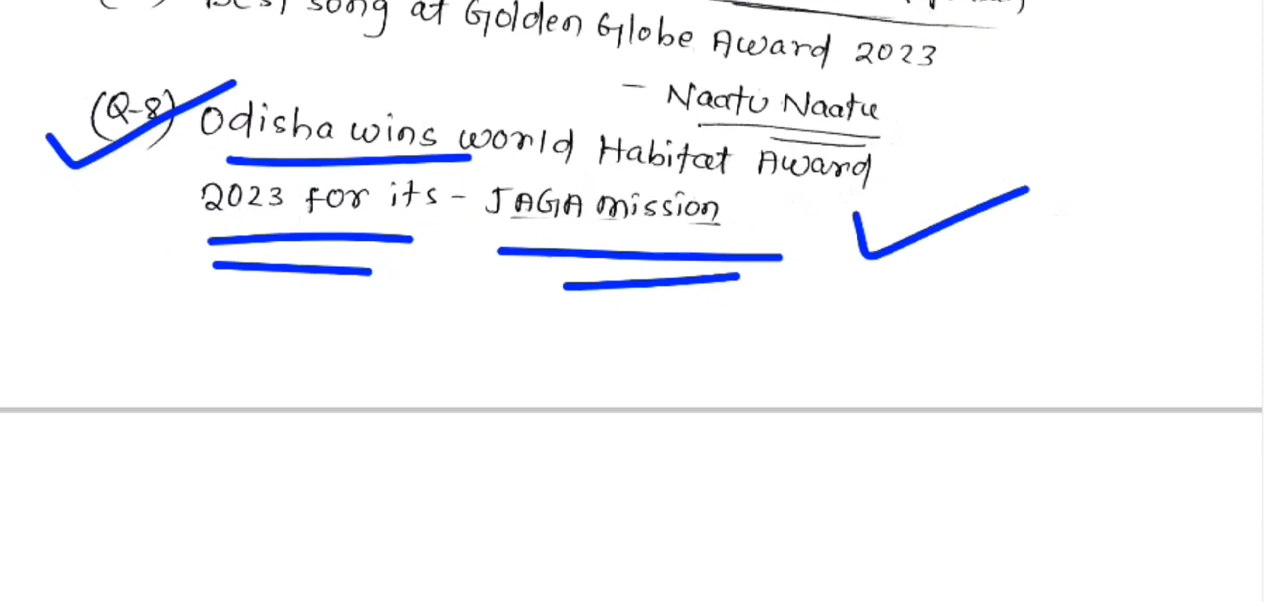 Best song at Golden Globe Award 2023
- Naatu Naatu
(Q-8) Odisha wins world Habitat Award
2023 for its - JAGA mission